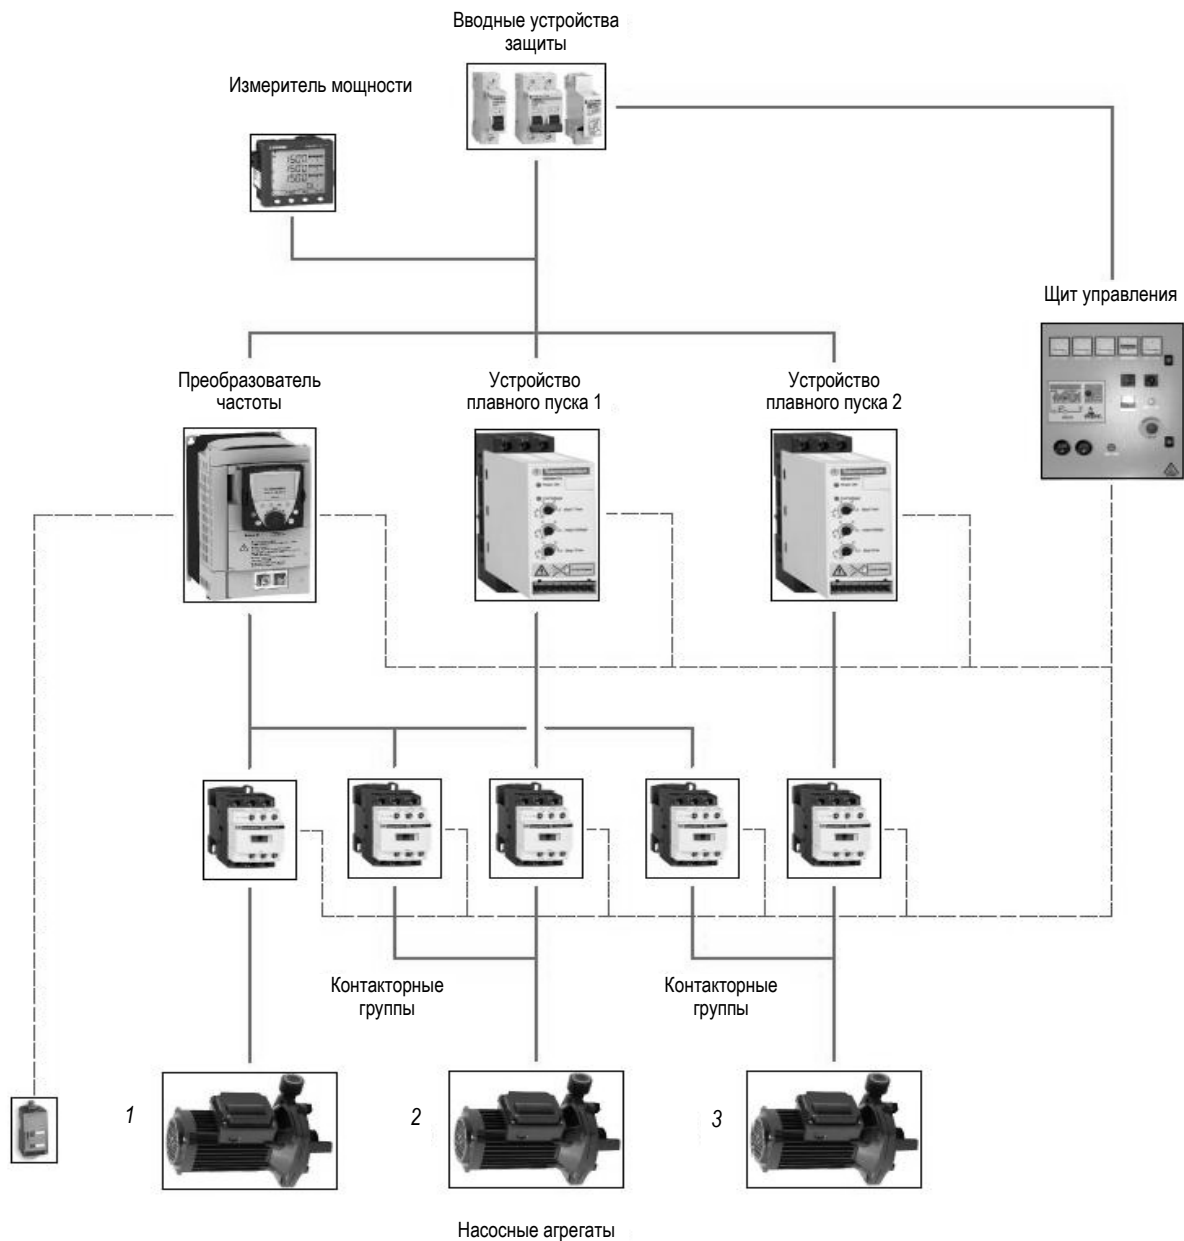 Вводные устройства
защиты
Измеритель мощности
Щит управления
Преобразователь
частоты
Устройство
плавного пуска 1
Устройство
плавного пуска 2
Контакторные
группы
Контакторные
группы
1
2
3
Насосные агрегаты